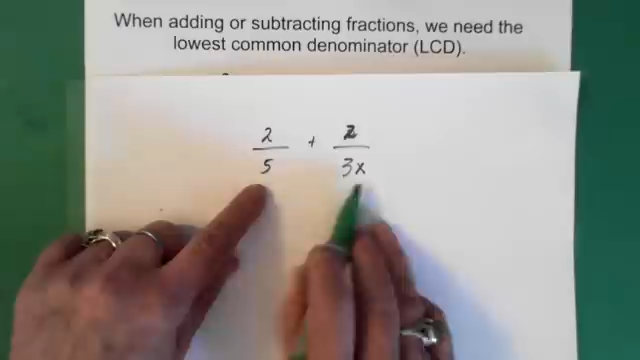 When adding or subtracting fractions, we need the
lowest common denominator (LCD).
2/5 + 2/3x